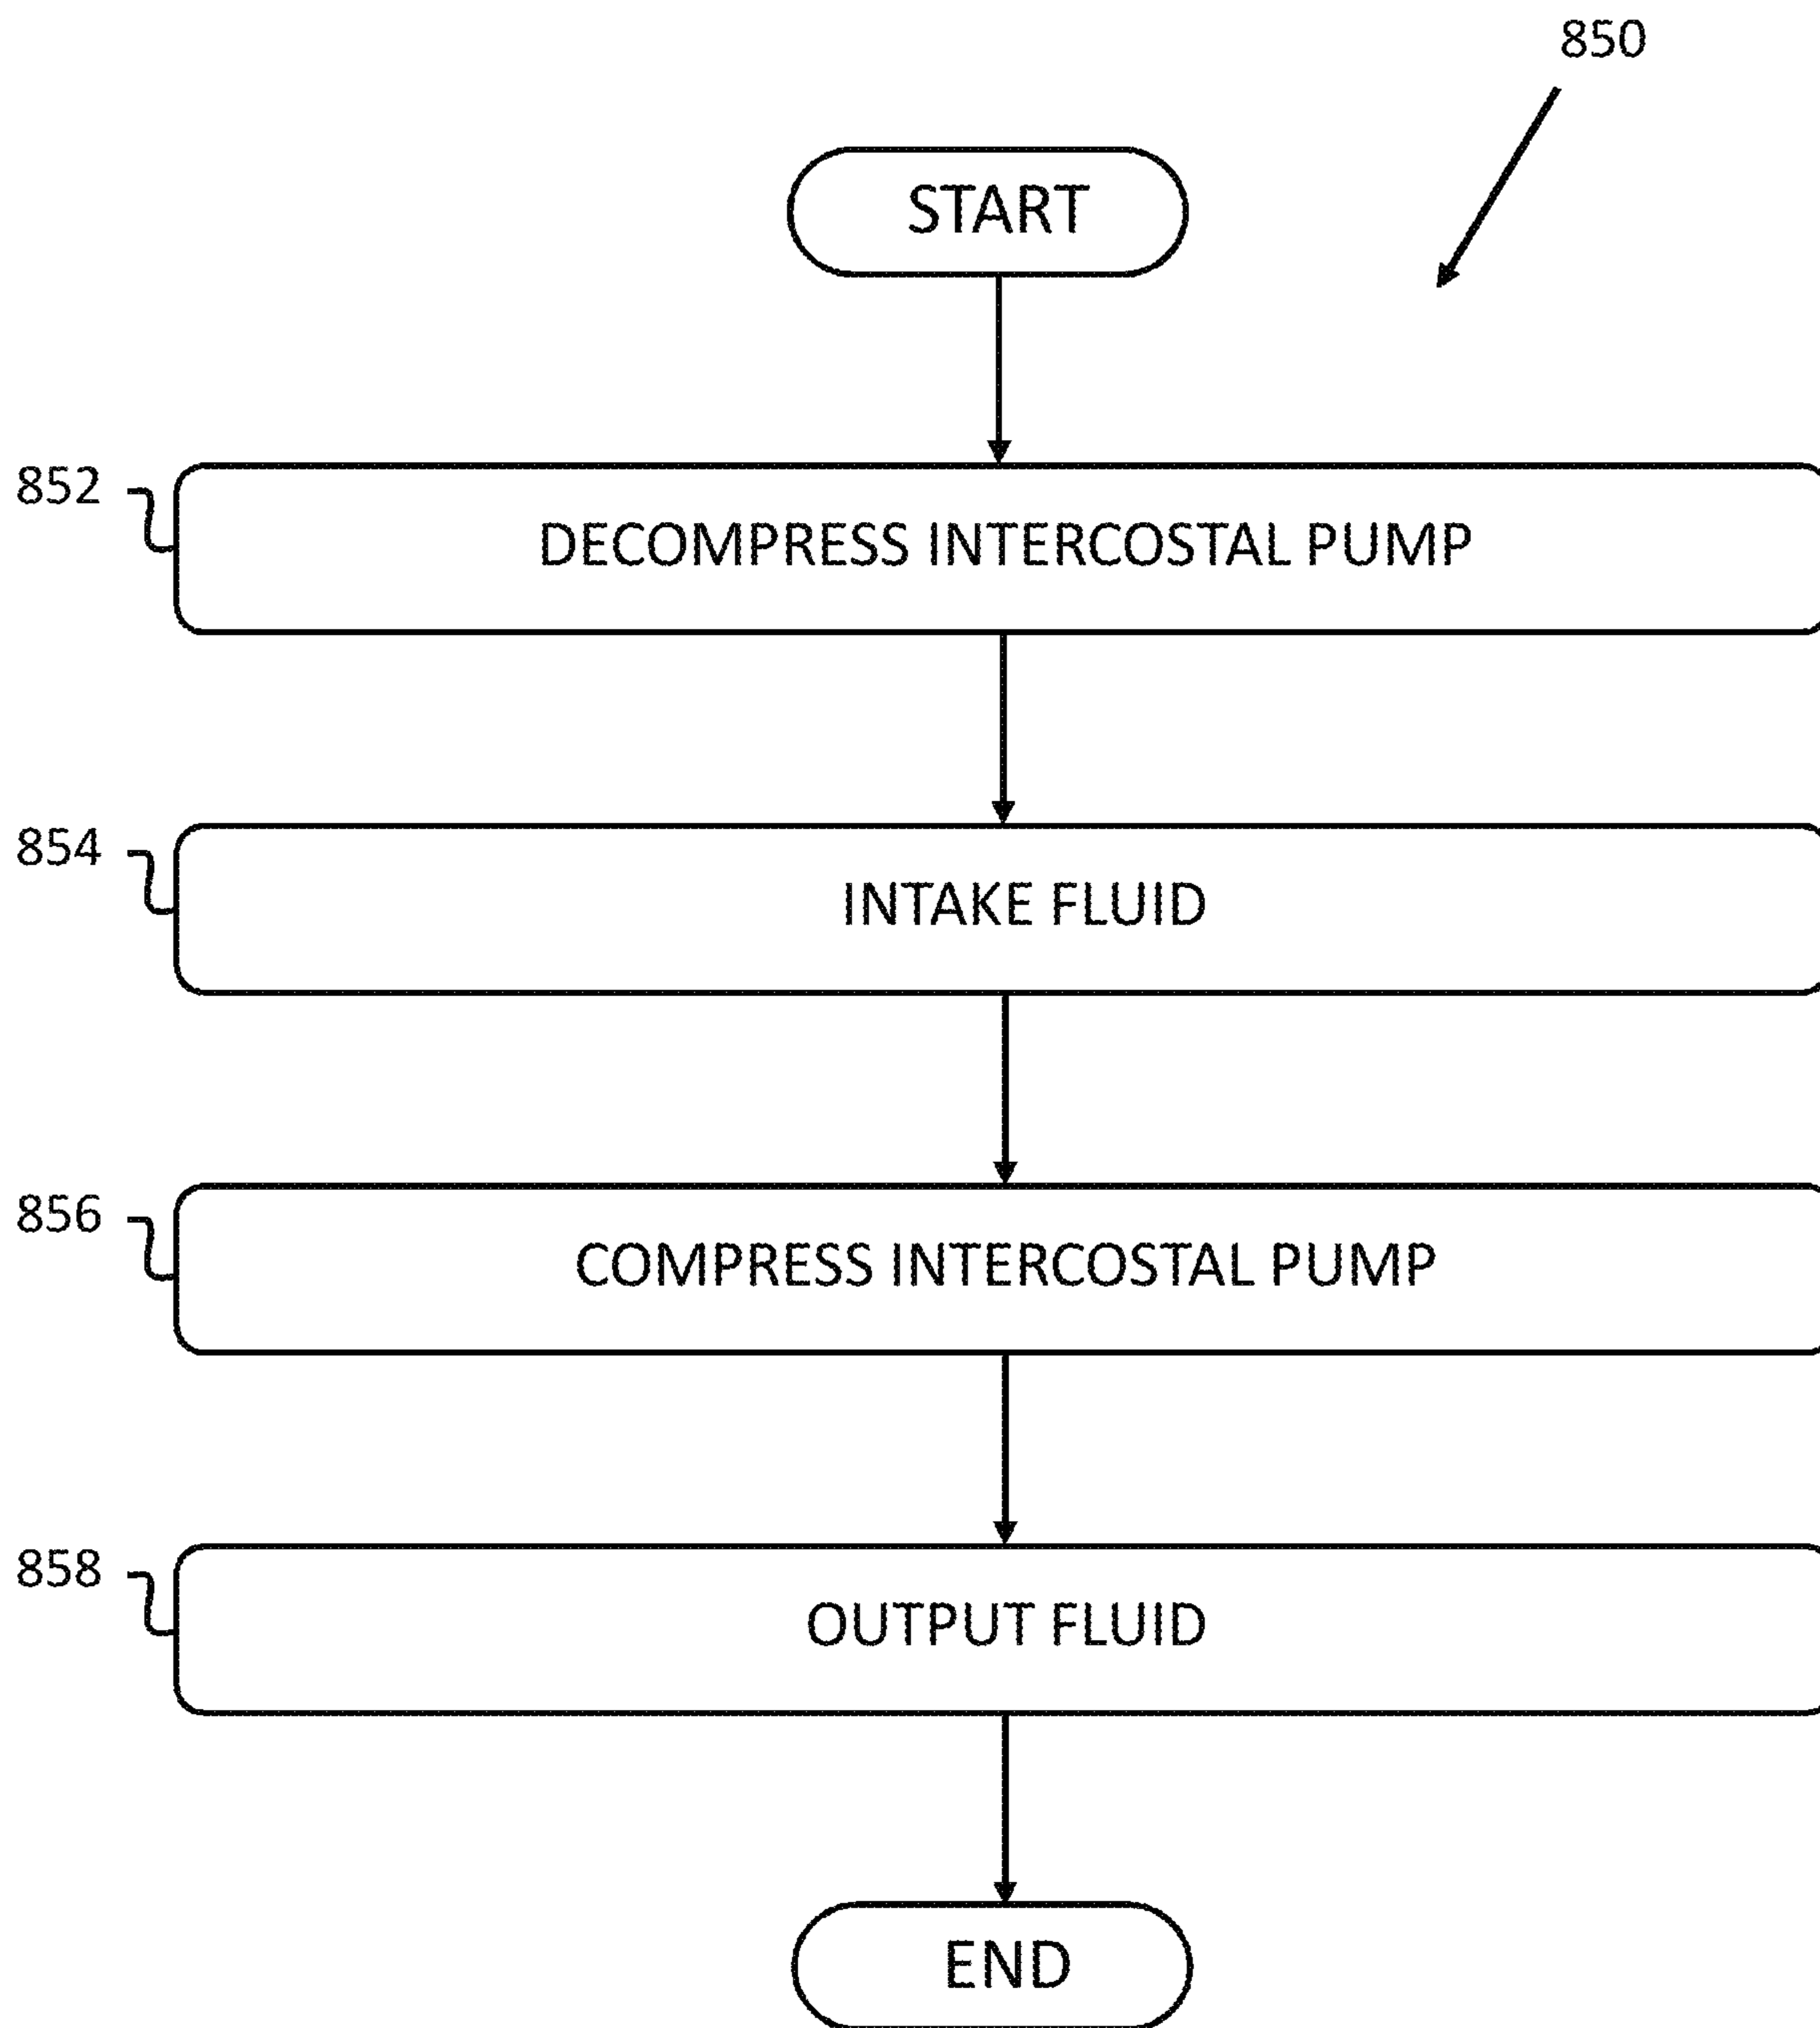 850
START
852
DECOMPRESS INTERCOSTAL PUMP
854
INTAKE FLUID
856
COMPRESS INTERCOSTAL PUMP
858
OUTPUT FLUID
END